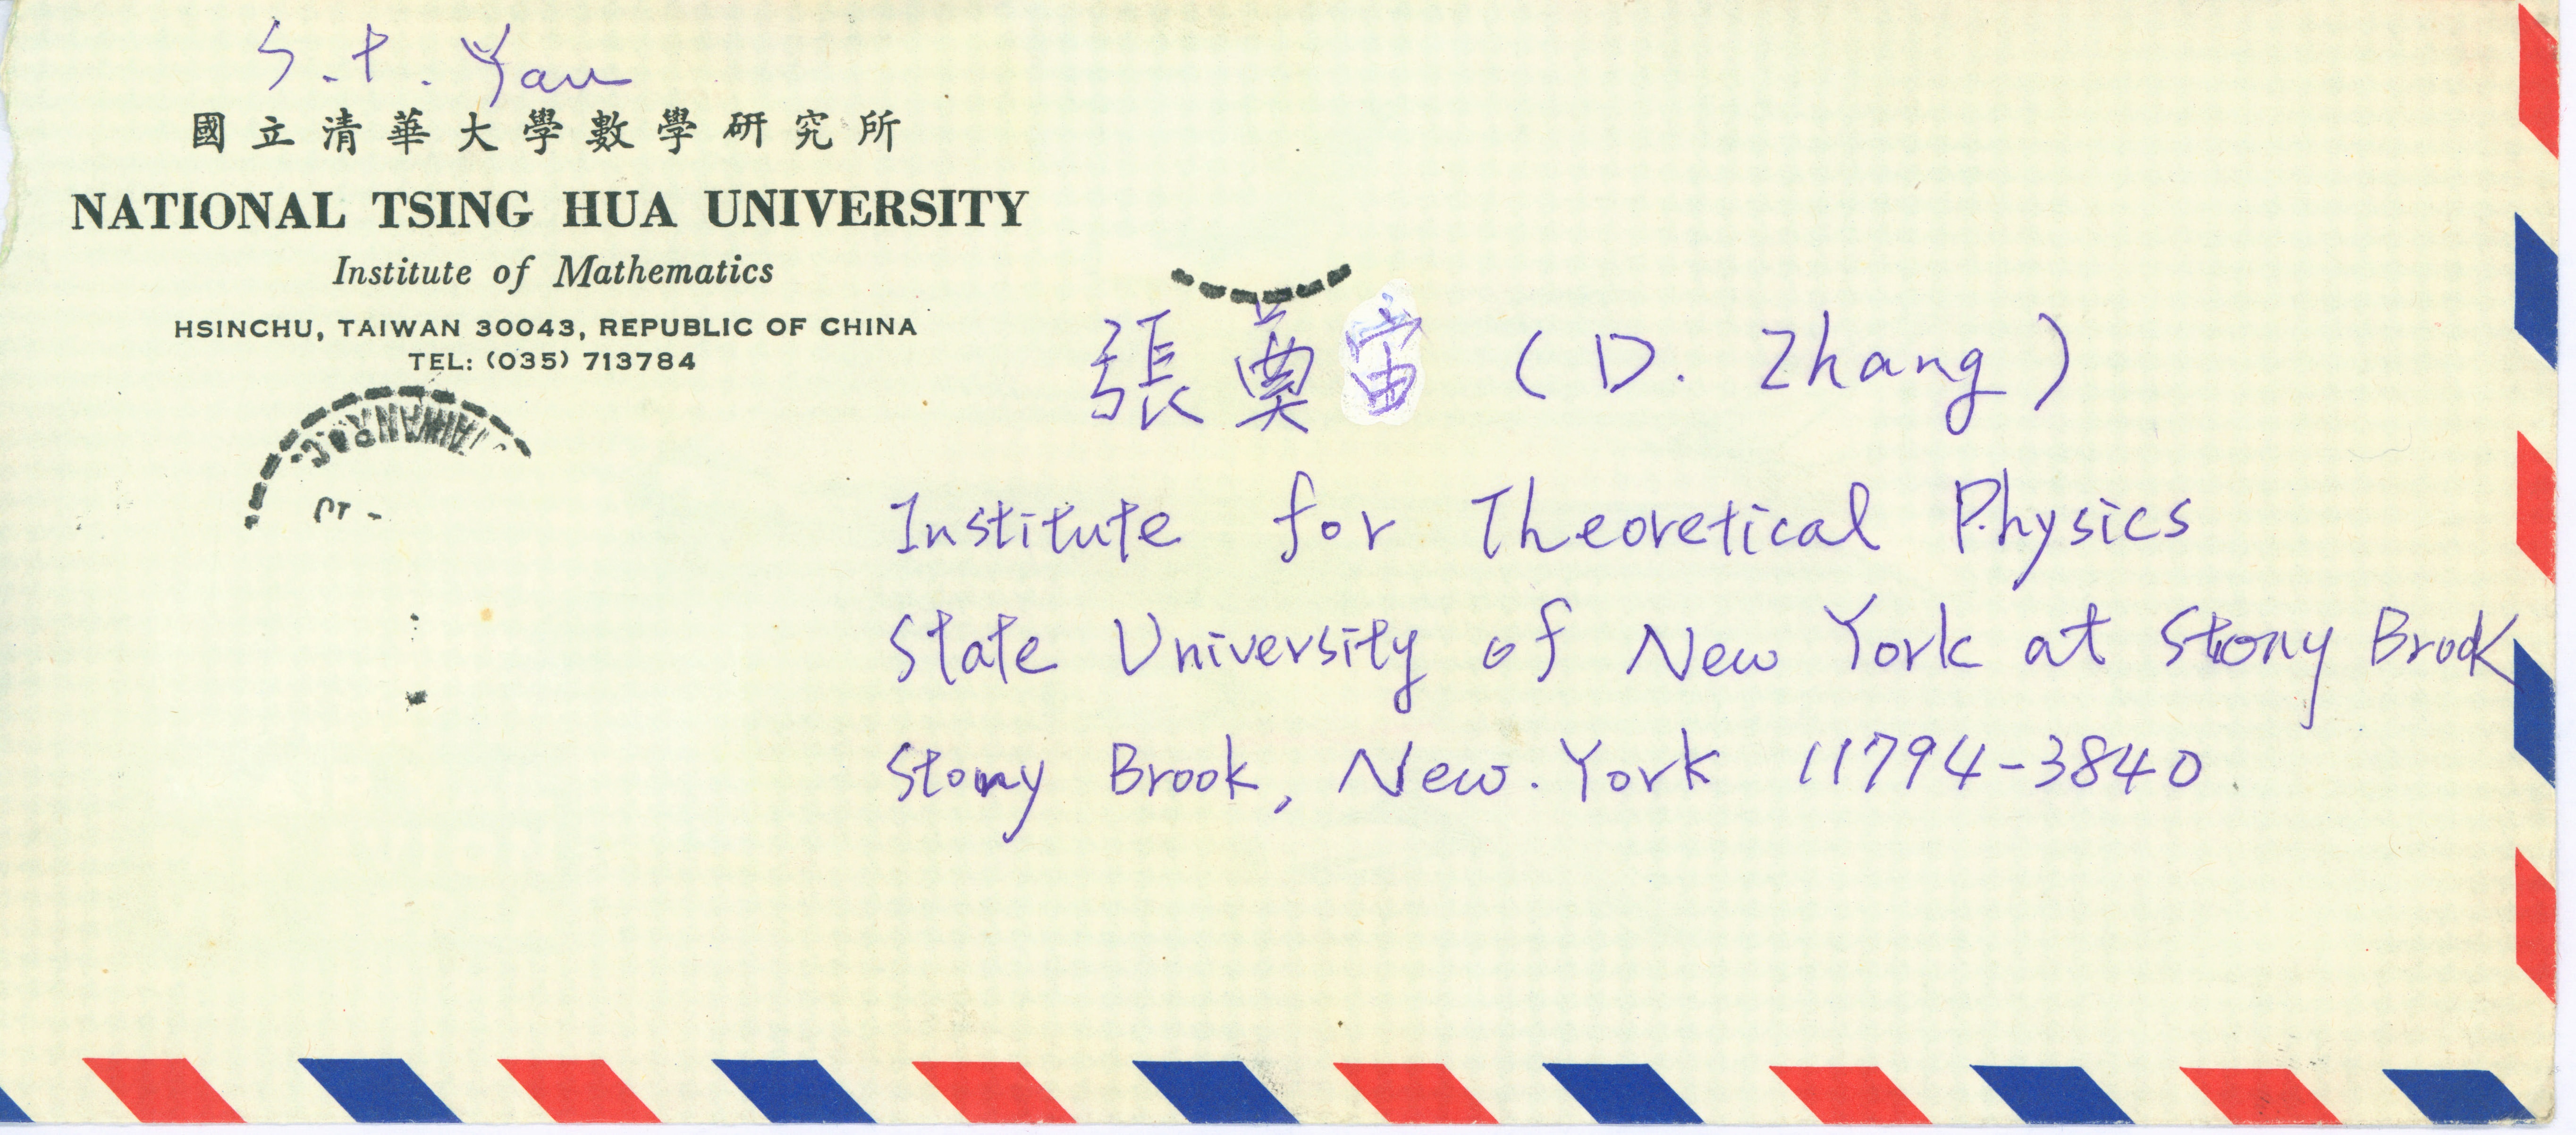 S. T. Yau
國立清華大學數學研究所
NATIONAL TSING HUA UNIVERSITY
Institute of Mathematics
HSINCHU, TAIWAN 30043, REPUBLIC OF CHINA
TEL: (035) 713784
張奠宙 (D. Zhang)
Institute for Theoretical Physics
State University of New York at Stony Brook
Stony Brook, New York 11794-3840